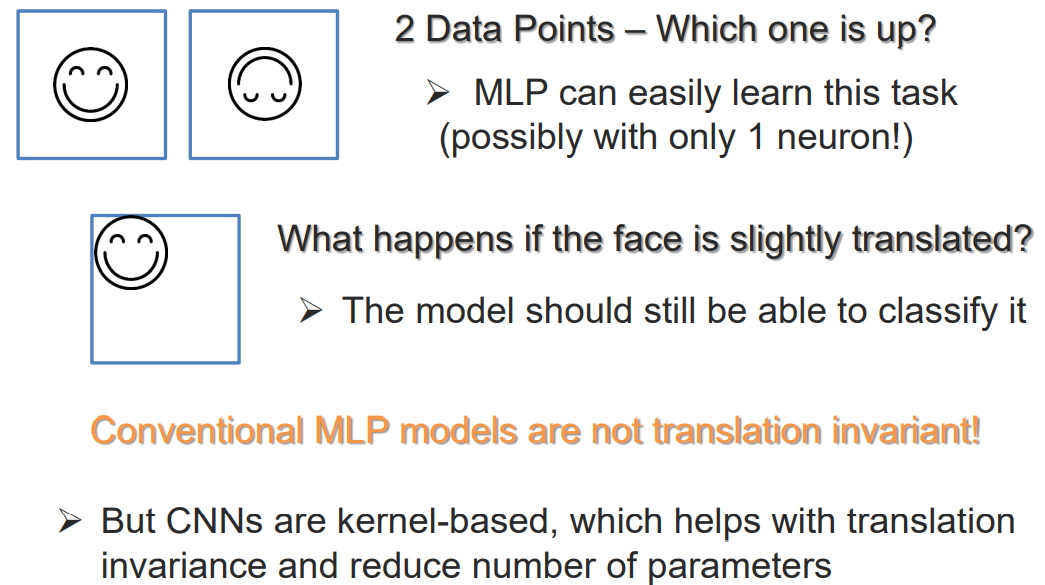 2 Data Points – Which one is up?
➢ MLP can easily learn this task
(possibly with only 1 neuron!)
What happens if the face is slightly translated?
➢ The model should still be able to classify it
Conventional MLP models are not translation invariant!
➢ But CNNs are kernel-based, which helps with translation
invariance and reduce number of parameters